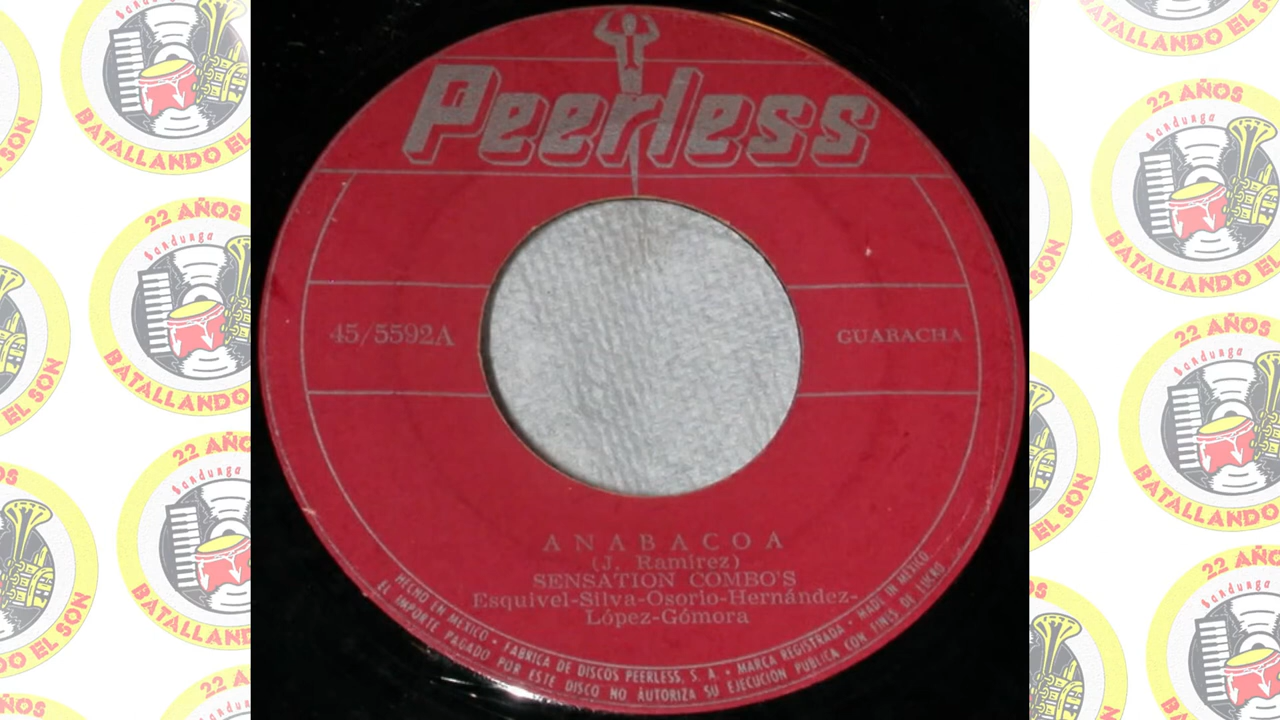 Peerless
45/5592A
GUARACHA
ANABACOA
(J. Ramírez)
SENSATION COMBO'S
Esquivel-Silva-Osorio-Hernández-
López-Gómora
HECHO EN MEXICO · FABRICA DE DISCOS PEERLESS, S. A. · MARCA REGISTRADA · MADE IN MEXICO
EL IMPORTE PAGADO POR ESTE DISCO NO AUTORIZA SU EJECUCION PUBLICA CON FINES DE LUCRO
22 AÑOS
Sandunga
BATALLANDO EL SON